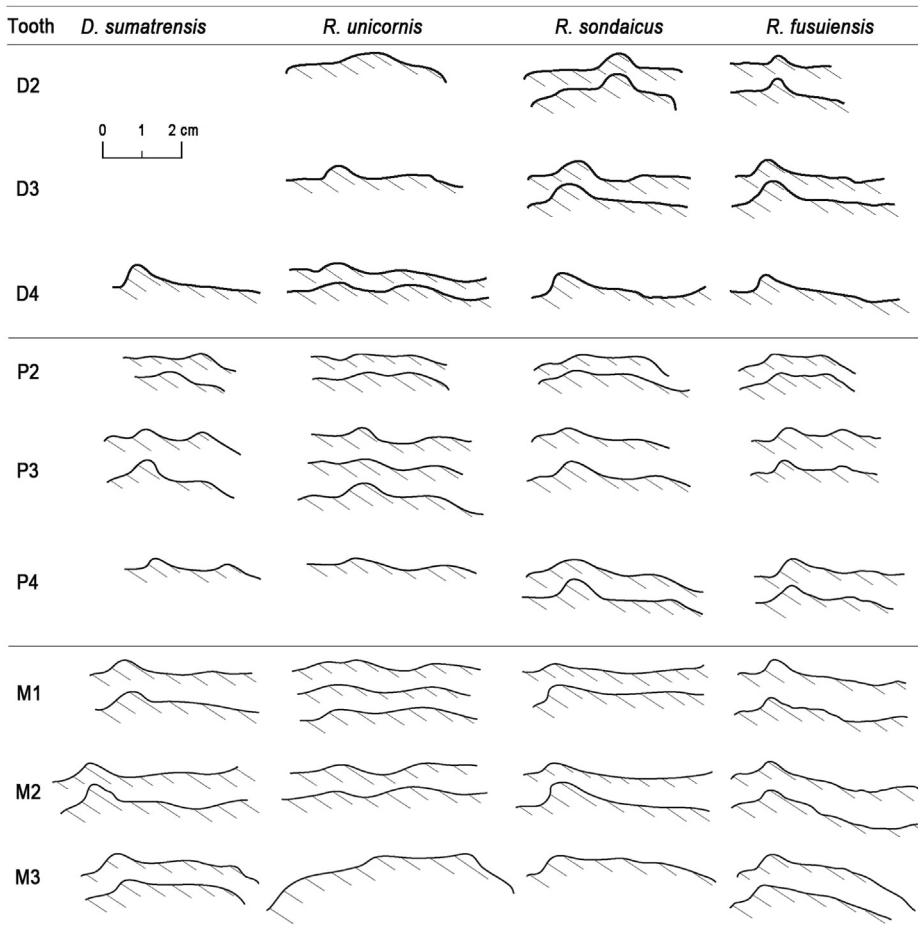 Tooth D. sumatrensis R. unicornis R. sondaicus R. fusuiensis
D2
0 1 2 cm
D3
D4
P2
P3
P4
M1
M2
M3